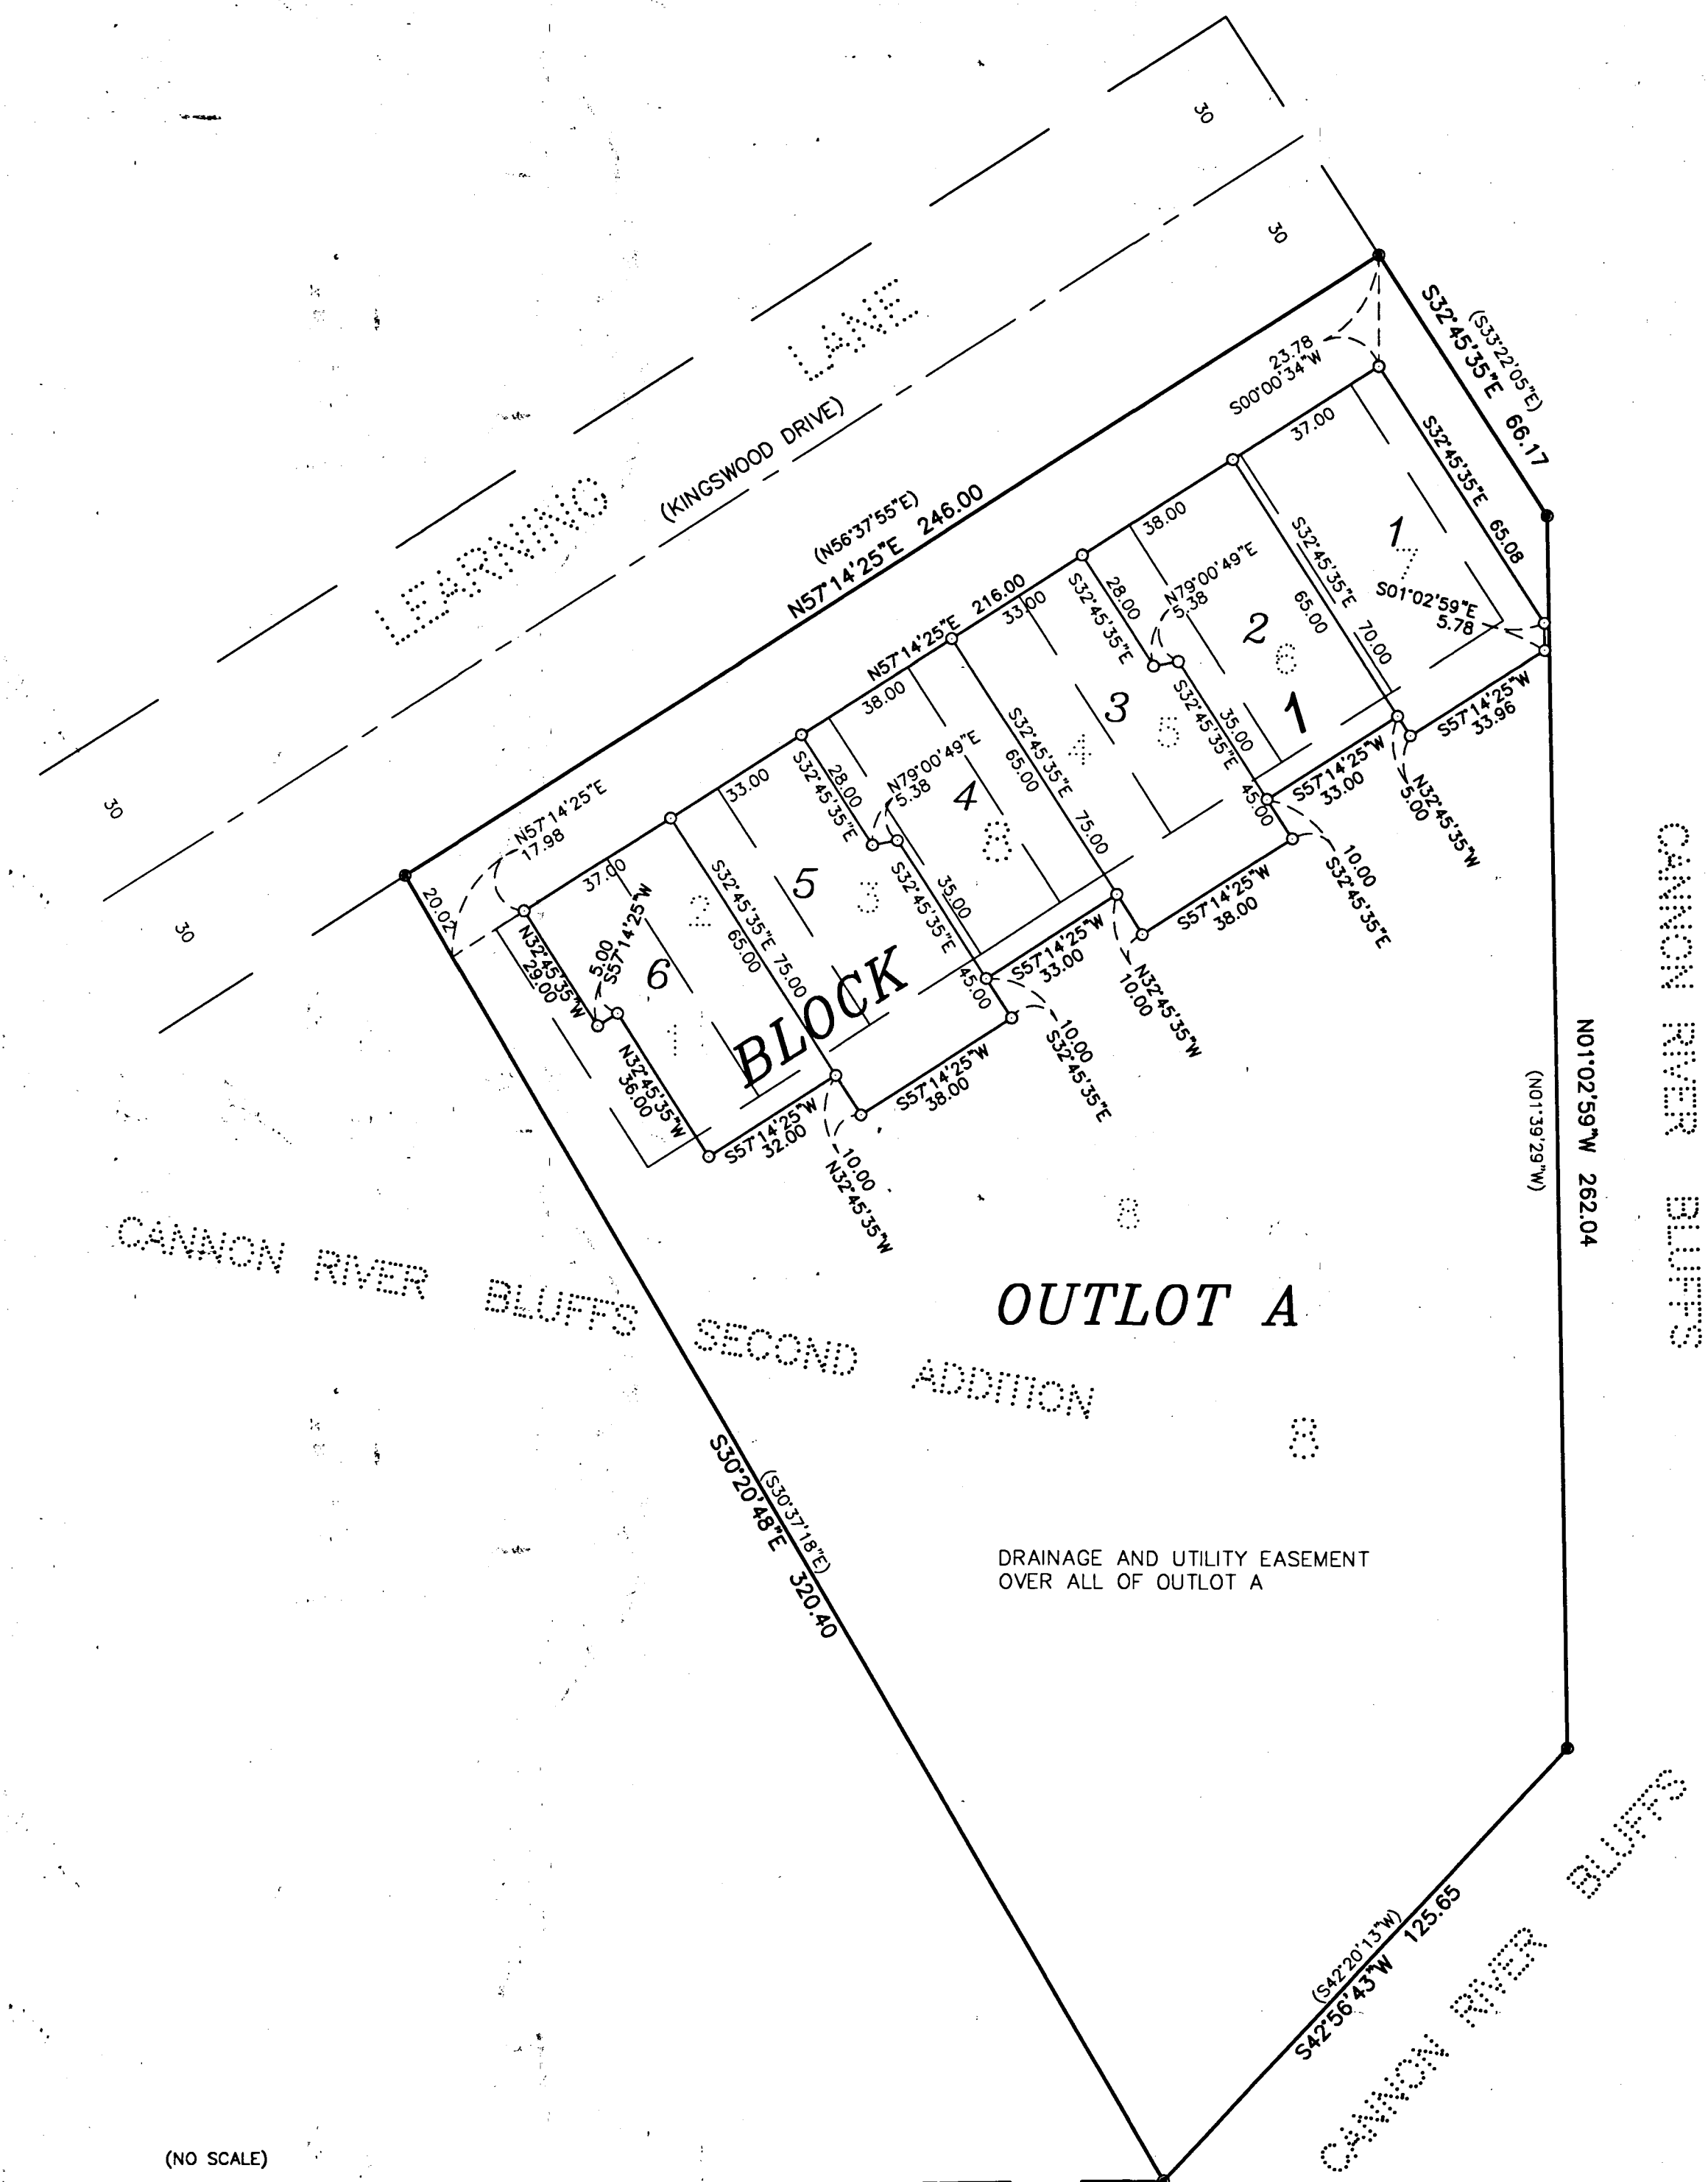 30
30
LEARNING LANE
(KINGSWOOD DRIVE)
30
30
(N56°37'55"E)
N57°14'25"E 246.00
(S33°22'05"E)
S32°45'35"E 66.17
23.78
S00°00'34"W
37.00
S32°45'35"E 65.08
1
7
S01°02'59"E
5.78
S57°14'25"W
33.96
S32°45'35"E 70.00
65.00
N32°45'35"W
5.00
38.00
N79°00'49"E
5.38
28.00
S32°45'35"E
2
6
1
35.00
S32°45'35"E
45.00
S57°14'25"W
33.00
10.00
S32°45'35"E
N57°14'25"E 216.00
33.00
3
5
4
S32°45'35"E 75.00
65.00
S57°14'25"W
38.00
N32°45'35"W
10.00
38.00
N79°00'49"E
5.38
28.00
S32°45'35"E
4
8
35.00
S32°45'35"E
45.00
S57°14'25"W
33.00
10.00
S32°45'35"E
33.00
5
3
S32°45'35"E 75.00
65.00
BLOCK
S57°14'25"W
38.00
10.00
N32°45'35"W
N57°14'25"E
17.98
20.02
37.00
2
N32°45'35"W
29.00
5.00
S57°14'25"W
6
1
N32°45'35"W
36.00
S57°14'25"W
32.00
CANNON RIVER BLUFFS
N01°02'59"W 262.04
(N01°39'29"W)
8
CANNON RIVER BLUFFS SECOND ADDITION
OUTLOT A
8
S30°20'48"E 320.40
(S30°37'18"E)
DRAINAGE AND UTILITY EASEMENT
OVER ALL OF OUTLOT A
(S42°20'13"W)
S42°56'43"W 125.65
CANNON RIVER BLUFFS
(NO SCALE)